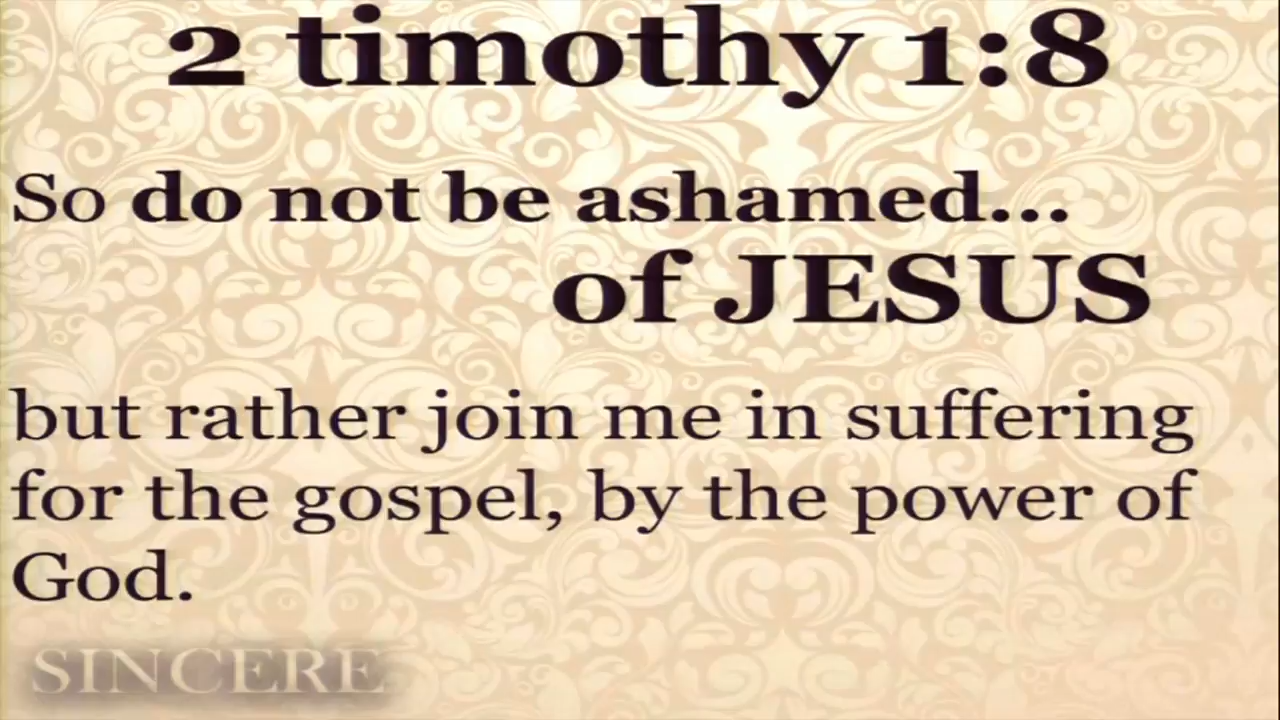 2 timothy 1:8
So do not be ashamed...
of JESUS
but rather join me in suffering
for the gospel, by the power of
God.
SINCERE